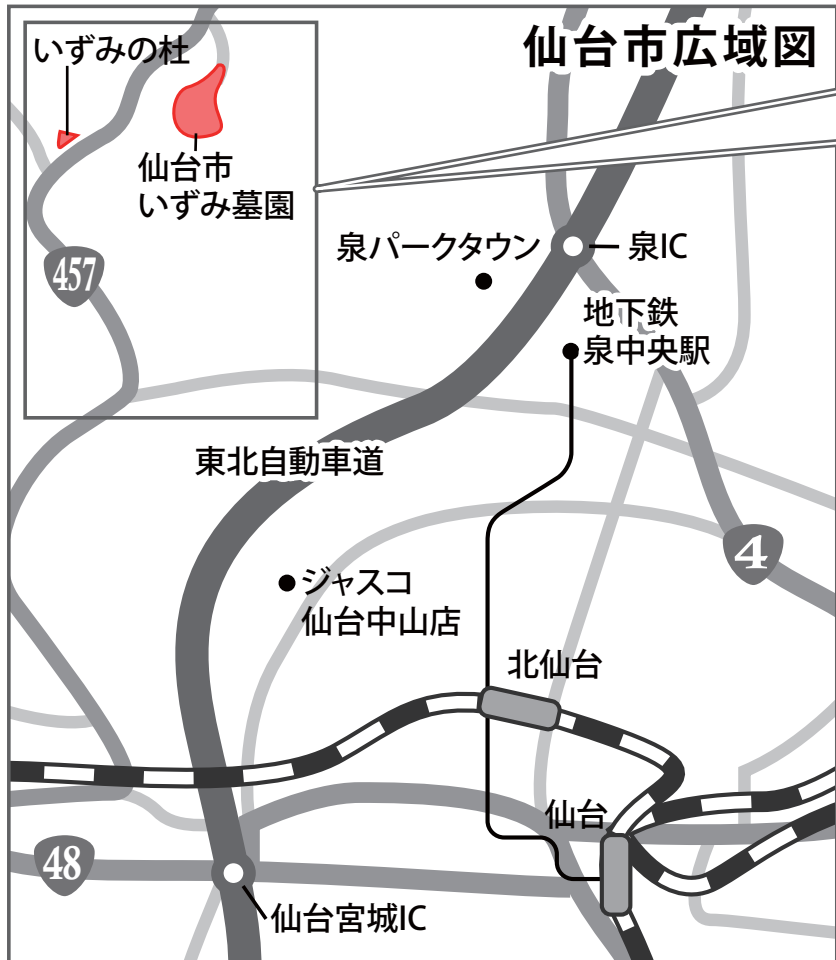 仙台市広域図
いずみの杜
仙台市
いずみ墓園
457
泉パークタウン
泉IC
地下鉄
泉中央駅
東北自動車道
4
ジャスコ
仙台中山店
北仙台
仙台
48
仙台宮城IC